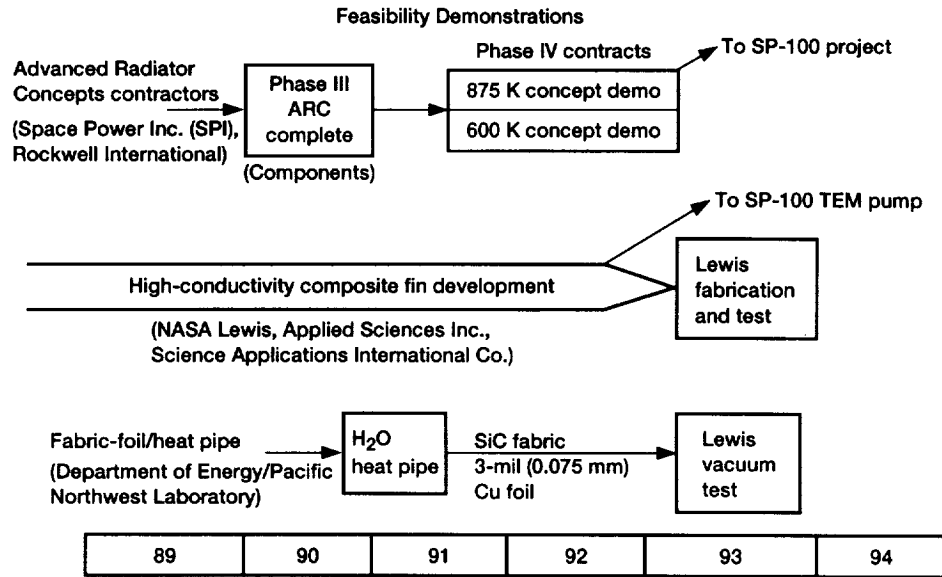 Feasibility Demonstrations
Phase IV contracts
To SP-100 project
Advanced Radiator
Concepts contractors
(Space Power Inc. (SPI),
Rockwell International)
Phase III
ARC
complete
(Components)
875 K concept demo
600 K concept demo
To SP-100 TEM pump
High-conductivity composite fin development
(NASA Lewis, Applied Sciences Inc.,
Science Applications International Co.)
Lewis
fabrication
and test
Fabric-foil/heat pipe
(Department of Energy/Pacific
Northwest Laboratory)
H₂O
heat pipe
SiC fabric
3-mil (0.075 mm)
Cu foil
Lewis
vacuum
test
89 90 91 92 93 94